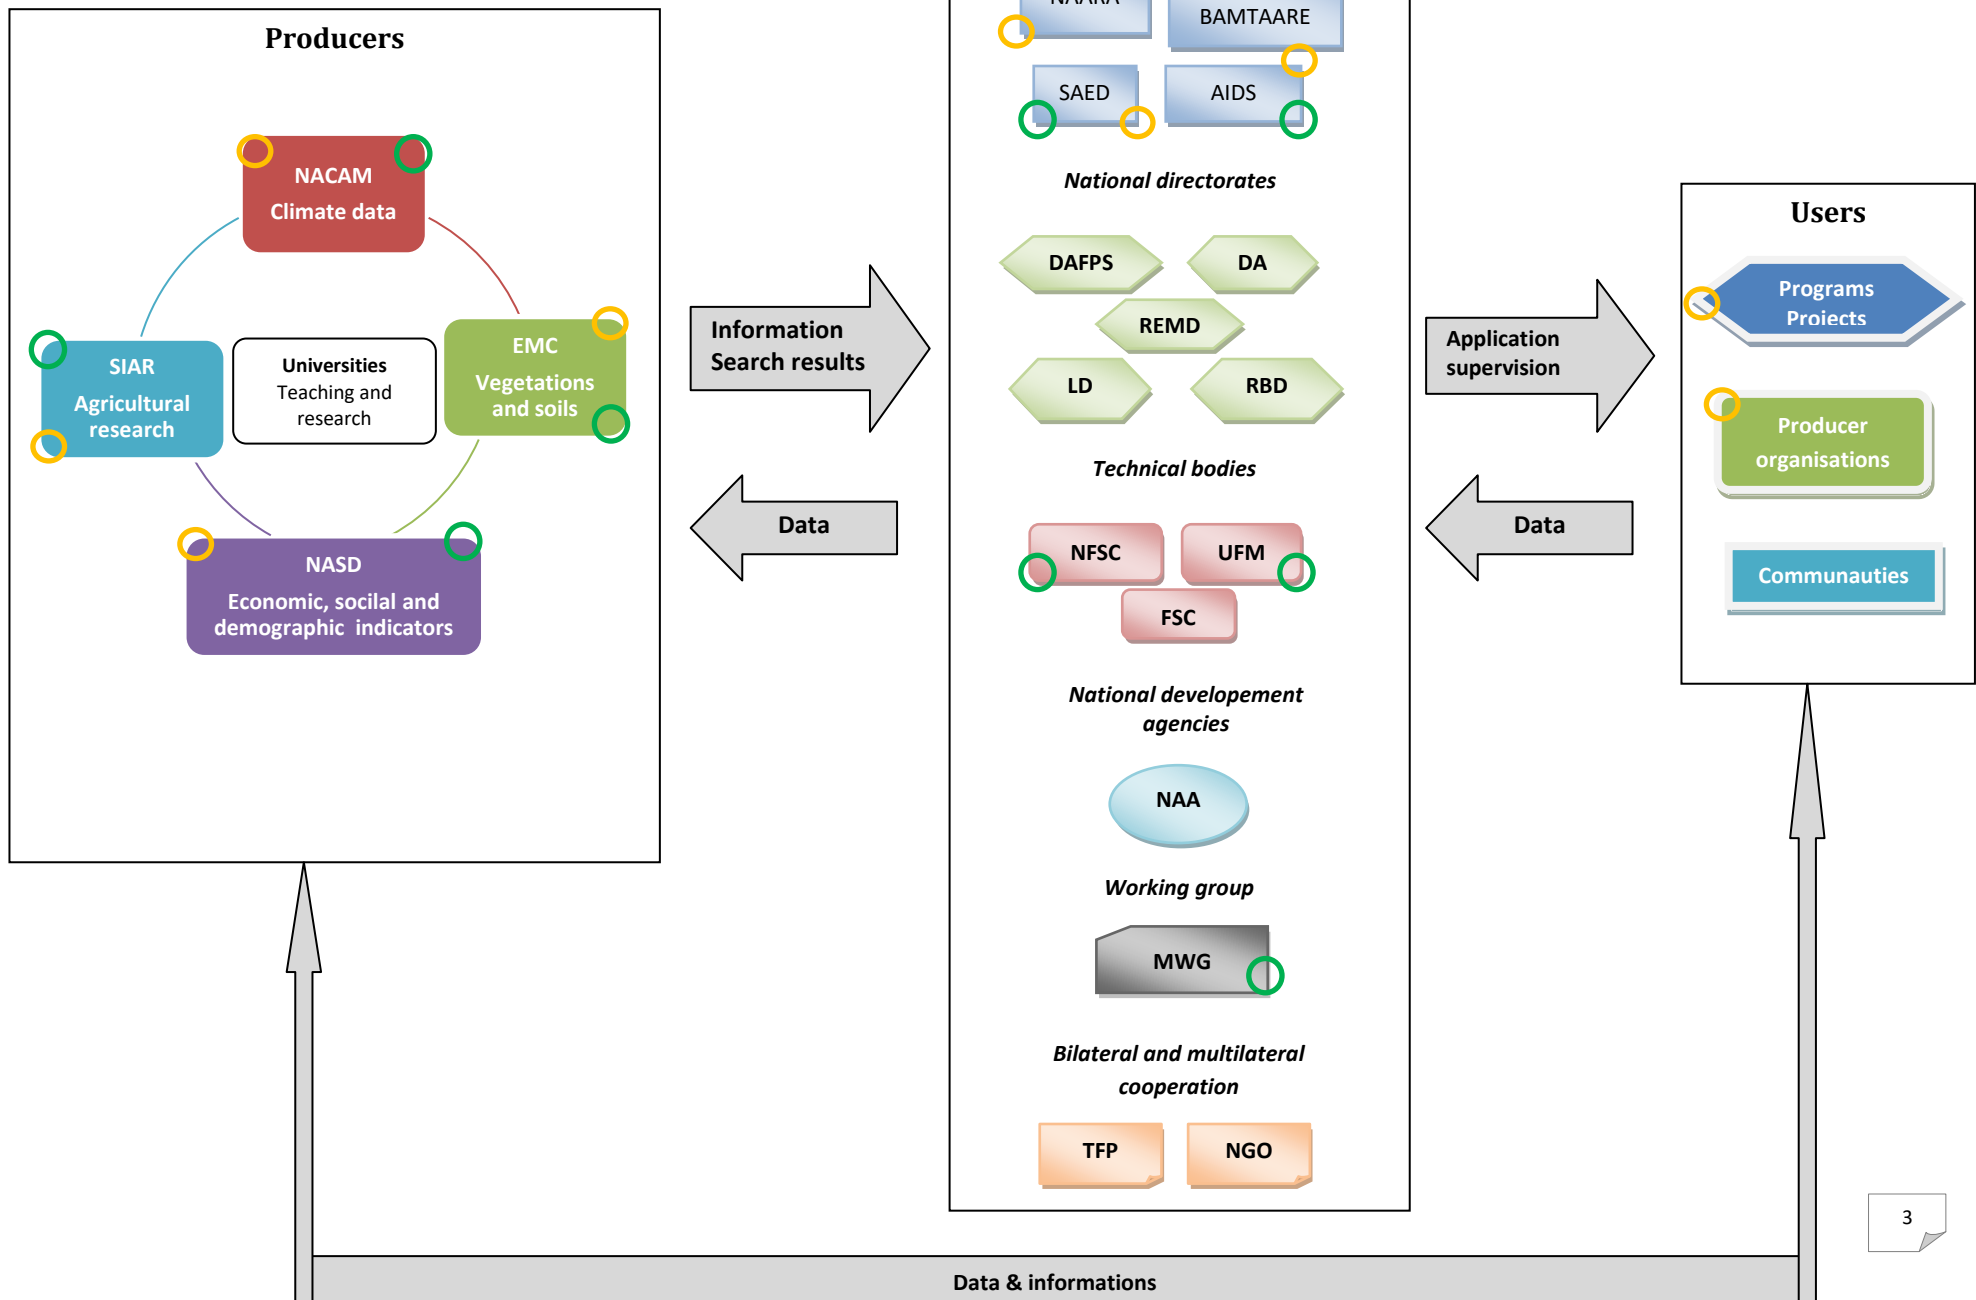 Producers
NACAM
Climate data
SIAR
Agricultural
research
Universities
Teaching and
research
EMC
Vegetations
and soils
NASD
Economic, socilal and
demographic indicators
Information
Search results
Data
BAMTAARE
SAED
AIDS
National directorates
DAFPS
DA
REMD
LD
RBD
Technical bodies
NFSC
UFM
FSC
National developement
agencies
NAA
Working group
MWG
Bilateral and multilateral
cooperation
TFP
NGO
Application
supervision
Data
Users
Programs
Projects
Producer
organisations
Communauties
3
Data & informations